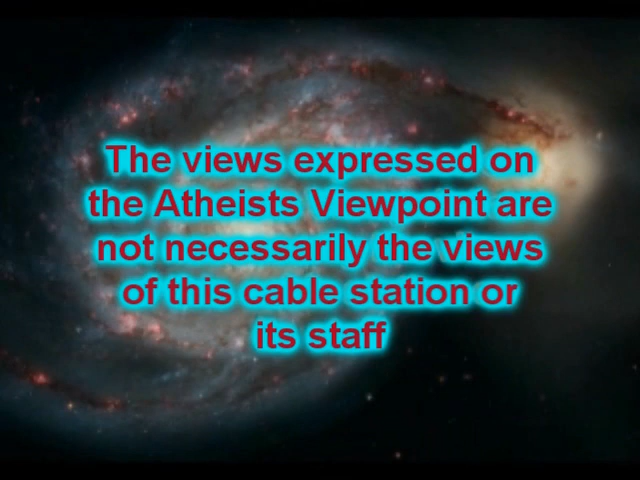 The views expressed on
the Atheists Viewpoint are
not necessarily the views
of this cable station or
its staff